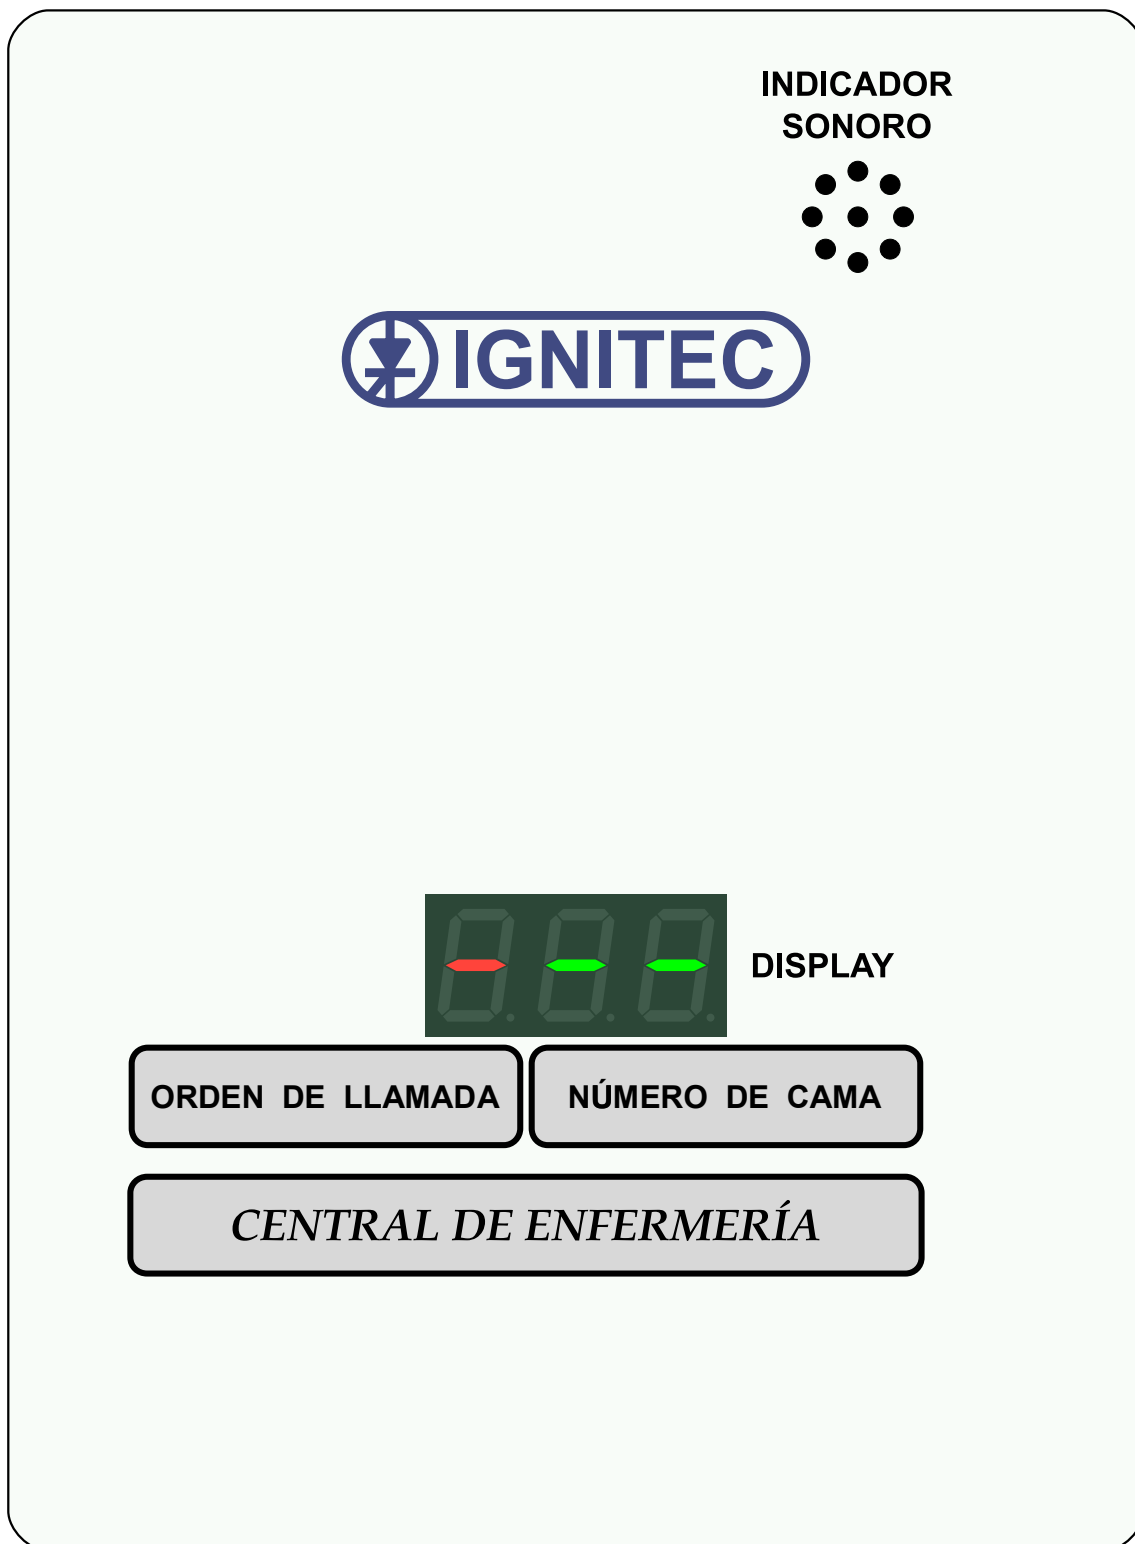 INDICADOR
SONORO
IGNITEC
- - -
DISPLAY
ORDEN DE LLAMADA
NÚMERO DE CAMA
CENTRAL DE ENFERMERÍA